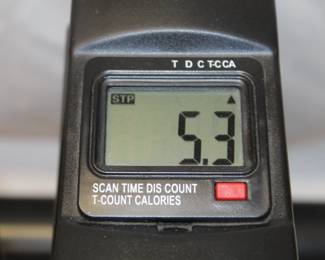 T D C T-C CA
STP
5.3
SCAN TIME DIS COUNT
T-COUNT CALORIES